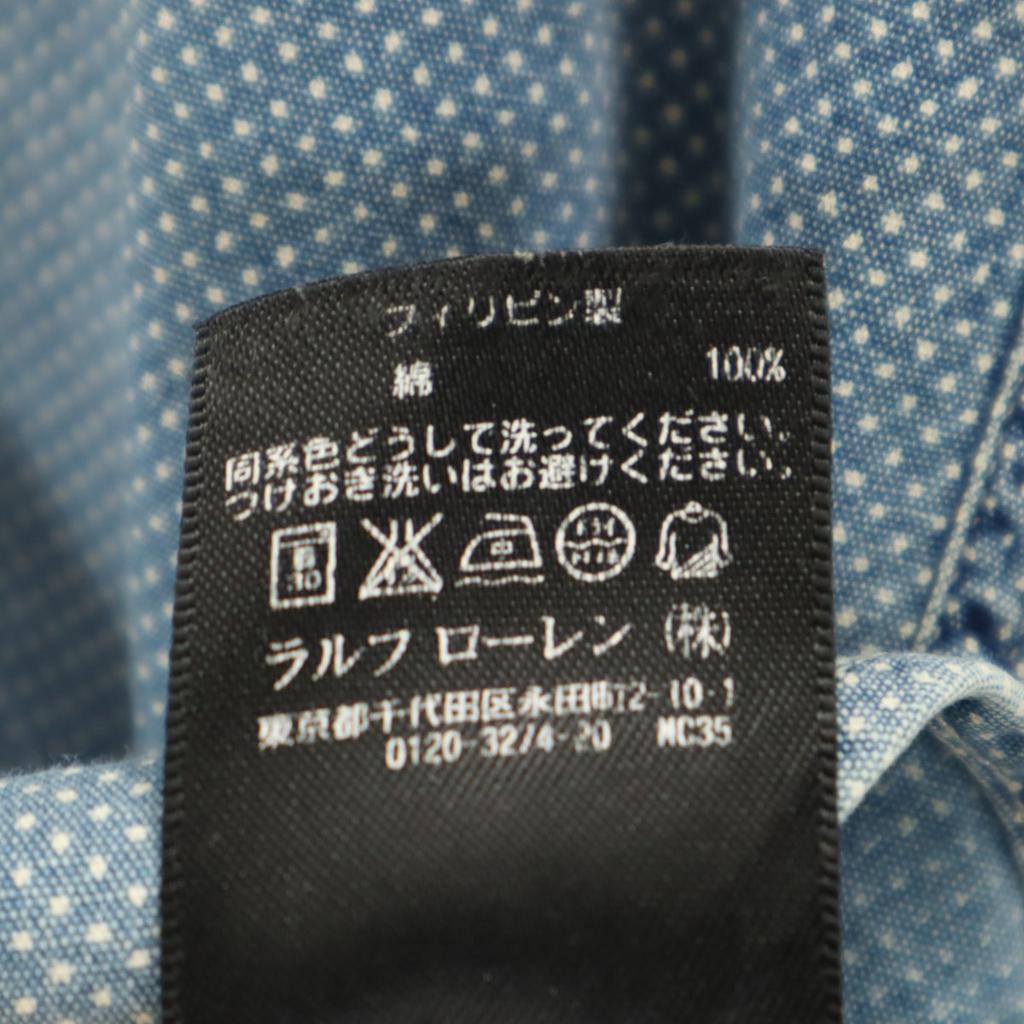 フィリピン製
綿 100%
同系色どうしで洗ってください。
つけおき洗いはお避けください。
ラルフ ローレン (株)
東京都千代田区永田町2-10-1
0120-3274-20 MC35